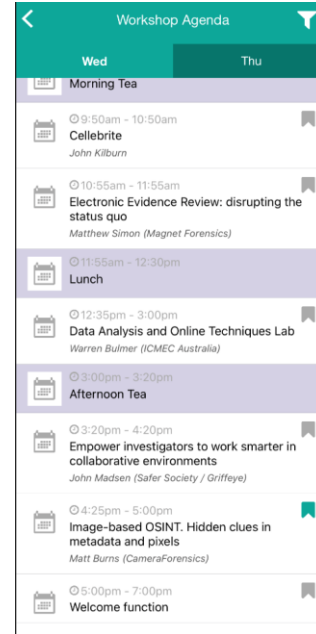 Workshop Agenda
Wed
Thu
Morning Tea
9:50am - 10:50am
Cellebrite
John Kilburn
10:55am - 11:55am
Electronic Evidence Review: disrupting the
status quo
Matthew Simon (Magnet Forensics)
11:55am - 12:30pm
Lunch
12:35pm - 3:00pm
Data Analysis and Online Techniques Lab
Warren Bulmer (ICMEC Australia)
3:00pm - 3:20pm
Afternoon Tea
3:20pm - 4:20pm
Empower investigators to work smarter in
collaborative environments
John Madsen (Safer Society / Griffeye)
4:25pm - 5:00pm
Image-based OSINT. Hidden clues in
metadata and pixels
Matt Burns (CameraForensics)
5:00pm - 7:00pm
Welcome function